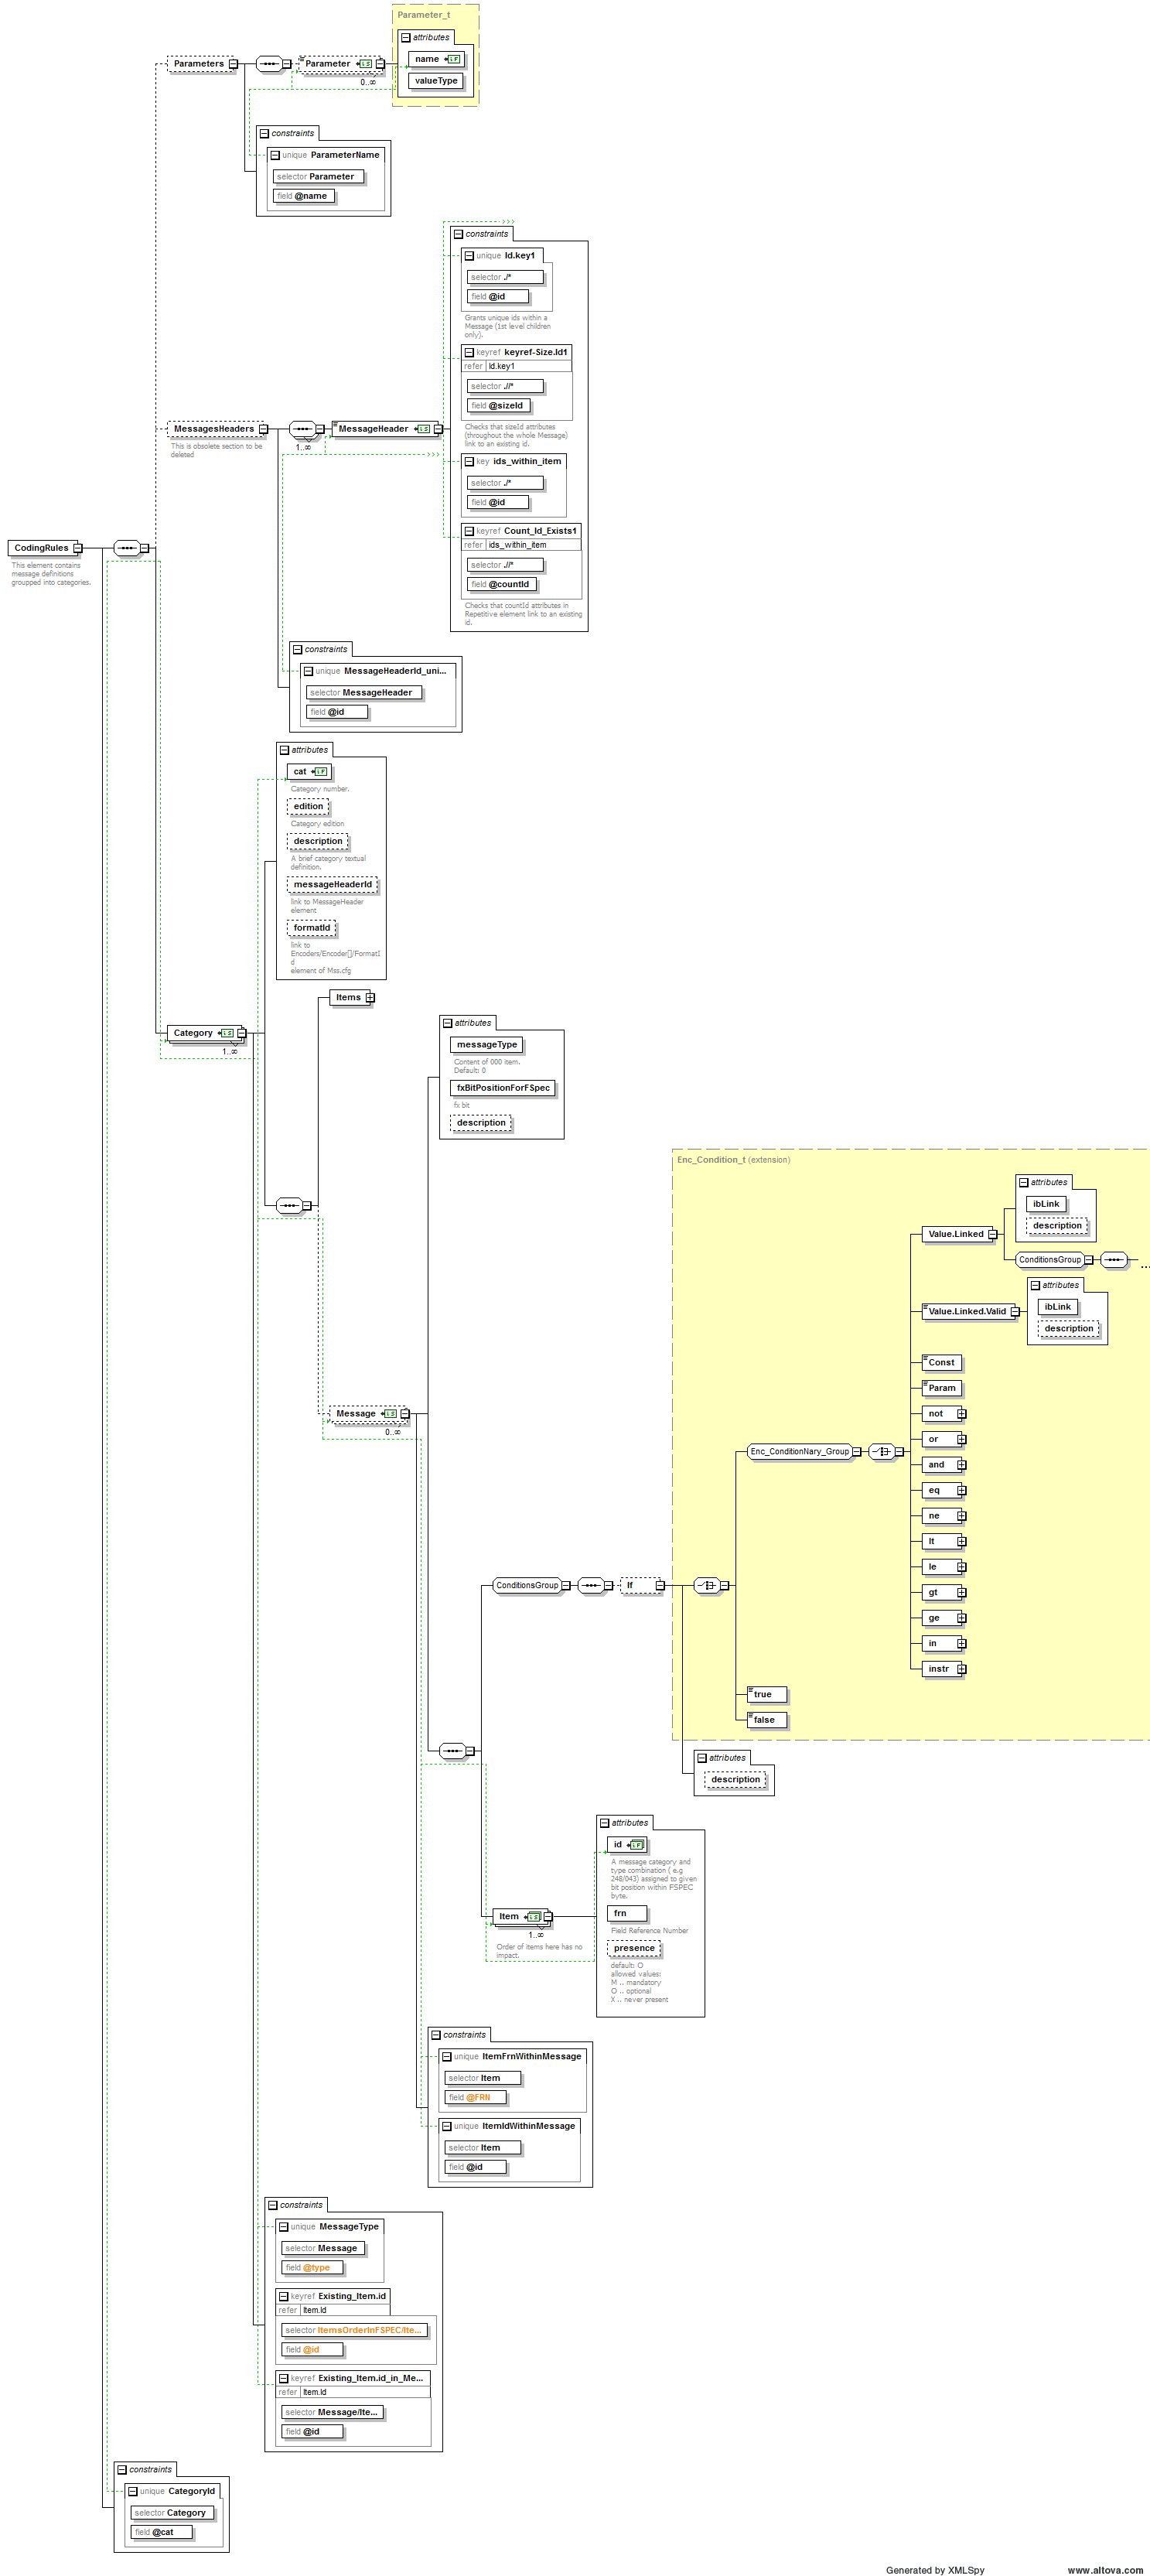 Parameter_t
attributes
Parameters
Parameter
name
0..∞
valueType
constraints
unique ParameterName
selector Parameter
field @name
constraints
unique Id.key1
selector ./*
field @id
Grants unique ids within a
Message (1st level children
only).
keyref keyref-Size.Id1
refer Id.key1
selector .//*
field @sizeId
Checks that sizeId attributes
(throughout the whole Message)
link to an existing id.
MessagesHeaders
This is obsolete section to be
deleted
1..∞
MessageHeader
key ids_within_item
selector ./*
field @id
keyref Count_Id_Exists1
refer ids_within_item
selector .//*
field @countId
Checks that countId attributes in
Repetitive element link to an existing
id.
CodingRules
This element contains
message definitions
groupped into categories.
constraints
unique MessageHeaderId_uni...
selector MessageHeader
field @id
attributes
cat
Category number.
edition
Category edition
description
A brief category textual
definition.
messageHeaderId
link to MessageHeader
element
formatId
link to
Encoders/Encoder[]/FormatI
d
element of Mss.cfg
Items
Category
1..∞
attributes
messageType
Content of 000 item.
Default: 0
fxBitPositionForFSpec
fx bit
description
Enc_Condition_t (extension)
attributes
ibLink
description
Value.Linked
ConditionsGroup
...
attributes
Value.Linked.Valid
ibLink
description
Const
Param
not
Message
0..∞
or
Enc_ConditionNary_Group
and
eq
ne
lt
le
ConditionsGroup
If
gt
ge
in
instr
true
false
attributes
description
attributes
id
A message category and
type combination ( e.g
248/043) assigned to given
bit position within FSPEC
byte.
Item
1..∞
Order of items here has no
impact.
frn
Field Reference Number
presence
default: O
allowed values:
M .. mandatory
O .. optional
X .. never present
constraints
unique ItemFrnWithinMessage
selector Item
field @FRN
unique ItemIdWithinMessage
selector Item
field @id
constraints
unique MessageType
selector Message
field @type
keyref Existing_Item.id
refer Item.Id
selector ItemsOrderInFSPEC/Ite...
field @id
keyref Existing_Item.id_in_Me...
refer Item.Id
selector Message/Ite...
field @id
constraints
unique CategoryId
selector Category
field @cat
Generated by XMLSpy
www.altova.com